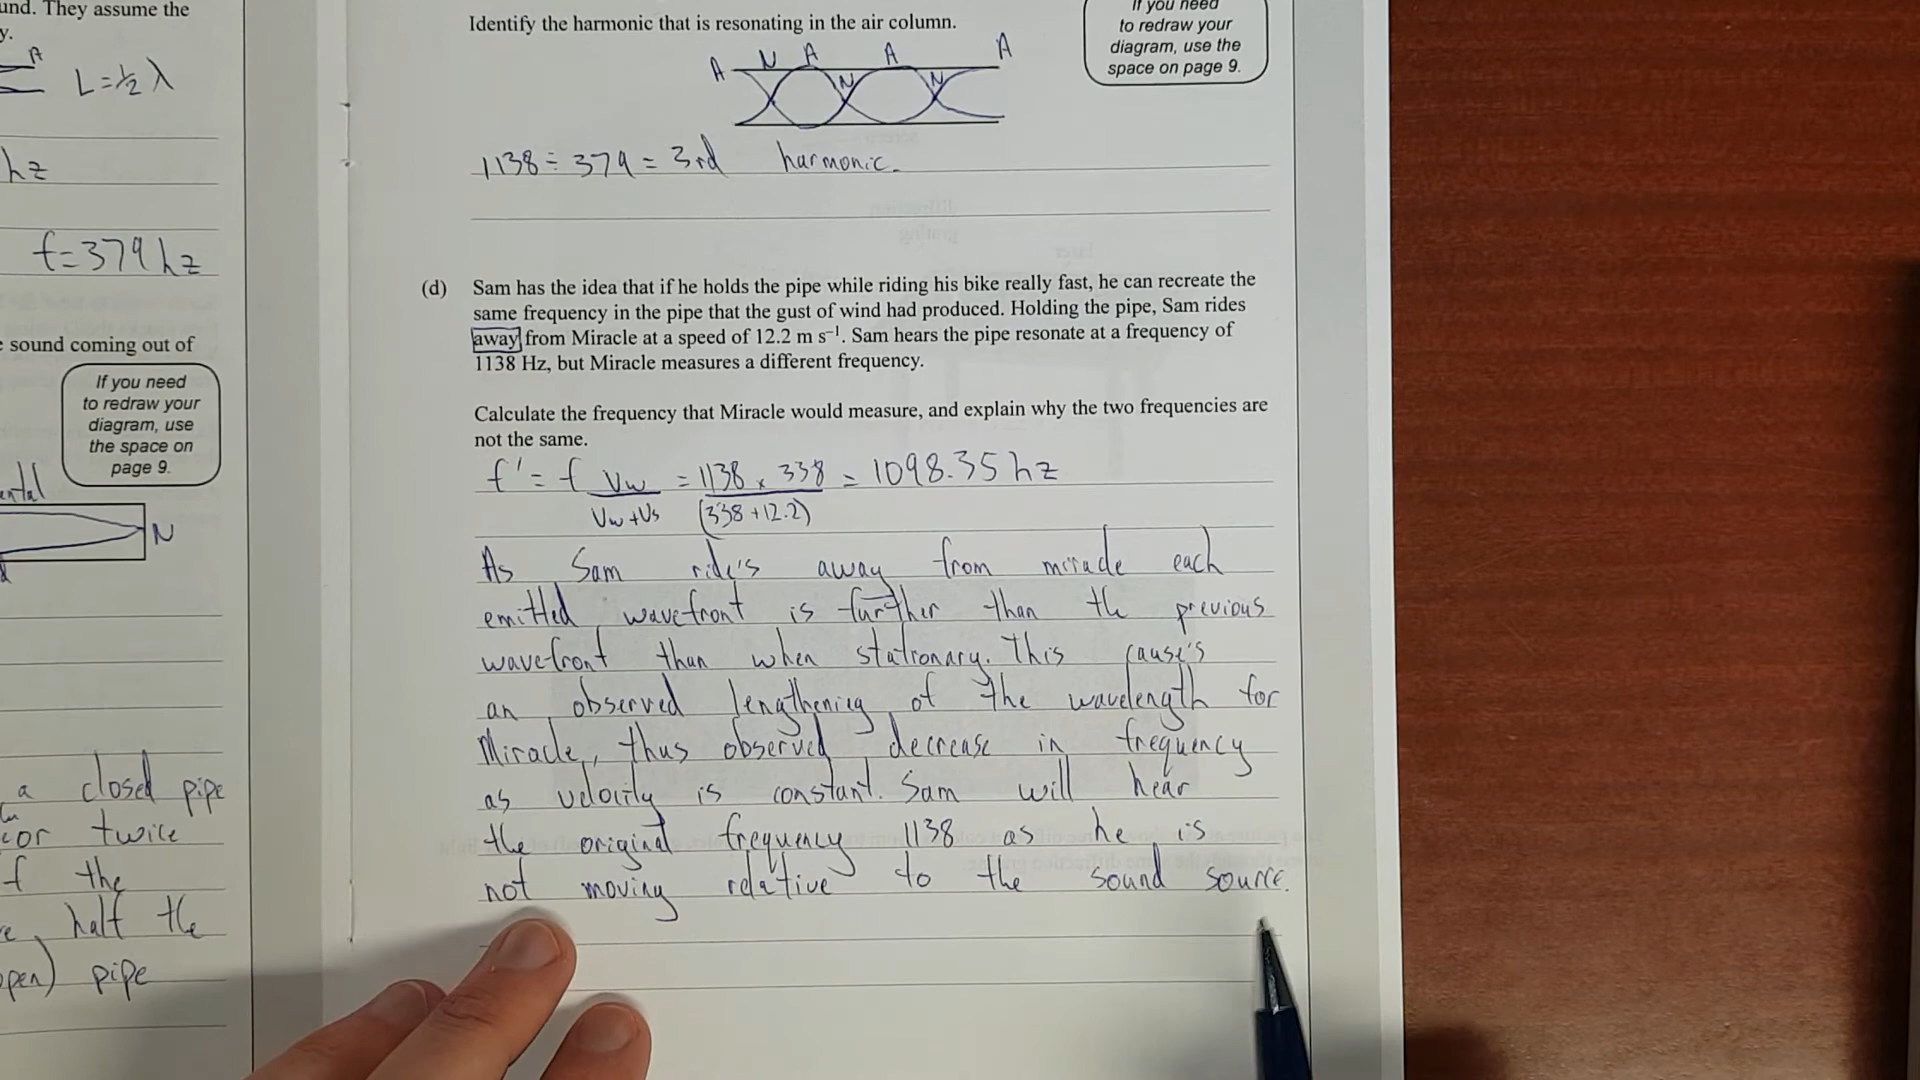 und. They assume the
y.
A
L=½ λ
hz
f=379hz
sound coming out of
If you need
to redraw your
diagram, use
the space on
page 9.
N
a closed pipe
or twice
f the
half the
pipe
Identify the harmonic that is resonating in the air column.
If you need
to redraw your
diagram, use the
space on page 9.
A N A A A
N N
1138 ÷ 379 = 3rd harmonic.
(d) Sam has the idea that if he holds the pipe while riding his bike really fast, he can recreate the
same frequency in the pipe that the gust of wind had produced. Holding the pipe, Sam rides
away from Miracle at a speed of 12.2 m s⁻¹. Sam hears the pipe resonate at a frequency of
1138 Hz, but Miracle measures a different frequency.
Calculate the frequency that Miracle would measure, and explain why the two frequencies are
not the same.
f' = f Vw = 1138 × 338 = 1098.35 hz
Vw + Vs (338 + 12.2)
As Sam ride's away from miracle each
emitted wavefront is further than the previous
wavefront than when stationary. This cause's
an observed lengthening of the wavelength for
Miracle, thus observed decrease in frequency
as velocity is constant. Sam will hear
the original frequency 1138 as he is
not moving relative to the sound source.